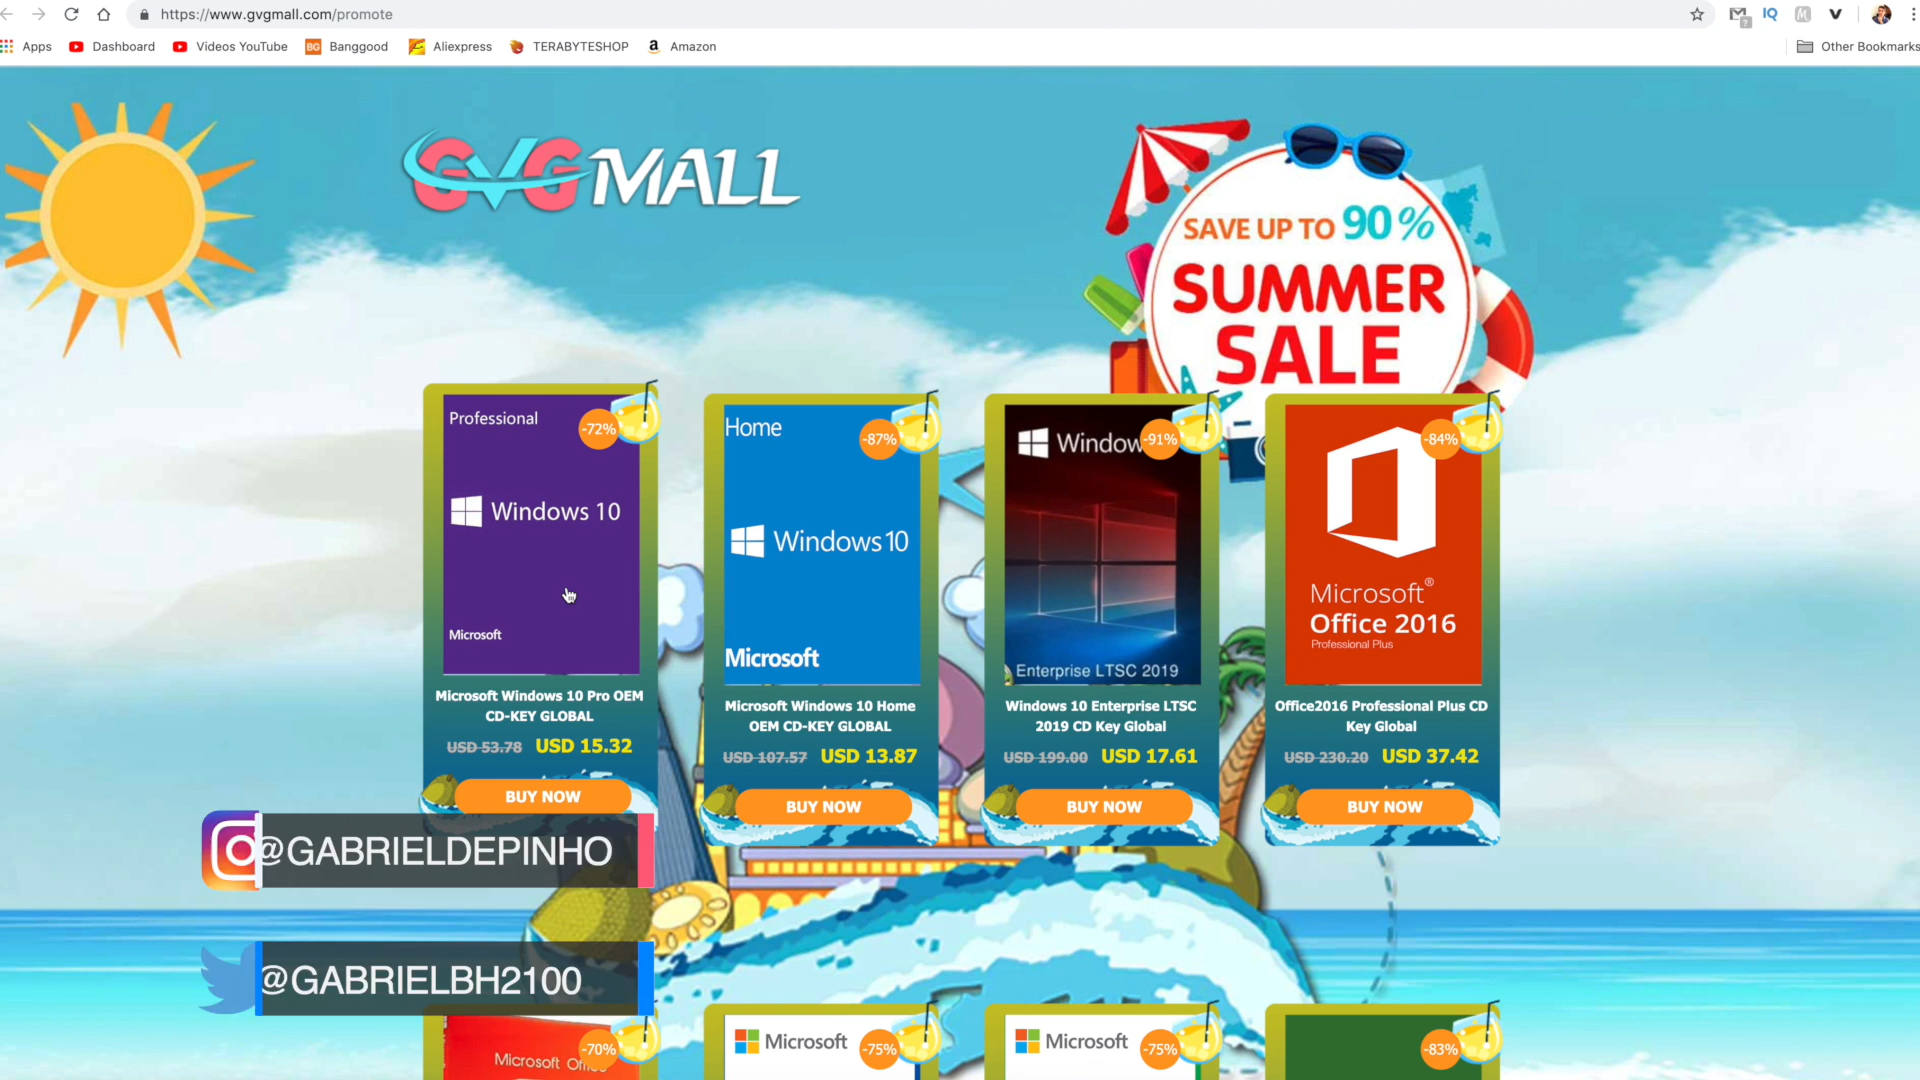 https://www.gvgmall.com/promote
Apps
Dashboard
Videos YouTube
BG
Banggood
Aliexpress
TERABYTESHOP
a
Amazon
Other Bookmarks
IQ
GVGMALL
SAVE UP TO 90%
SUMMER
SALE
Professional
-72%
Windows 10
Microsoft
Microsoft Windows 10 Pro OEM
CD-KEY GLOBAL
USD 53.78 USD 15.32
BUY NOW
Home
-87%
Windows 10
Microsoft
Microsoft Windows 10 Home
OEM CD-KEY GLOBAL
USD 107.57 USD 13.87
BUY NOW
Window
-91%
Enterprise LTSC 2019
Windows 10 Enterprise LTSC
2019 CD Key Global
USD 199.00 USD 17.61
BUY NOW
-84%
Microsoft®
Office 2016
Professional Plus
Office2016 Professional Plus CD
Key Global
USD 230.20 USD 37.42
BUY NOW
@GABRIELDEPINHO
@GABRIELBH2100
Microsoft
-70%
Microsoft
-75%
Microsoft
-75%
-83%